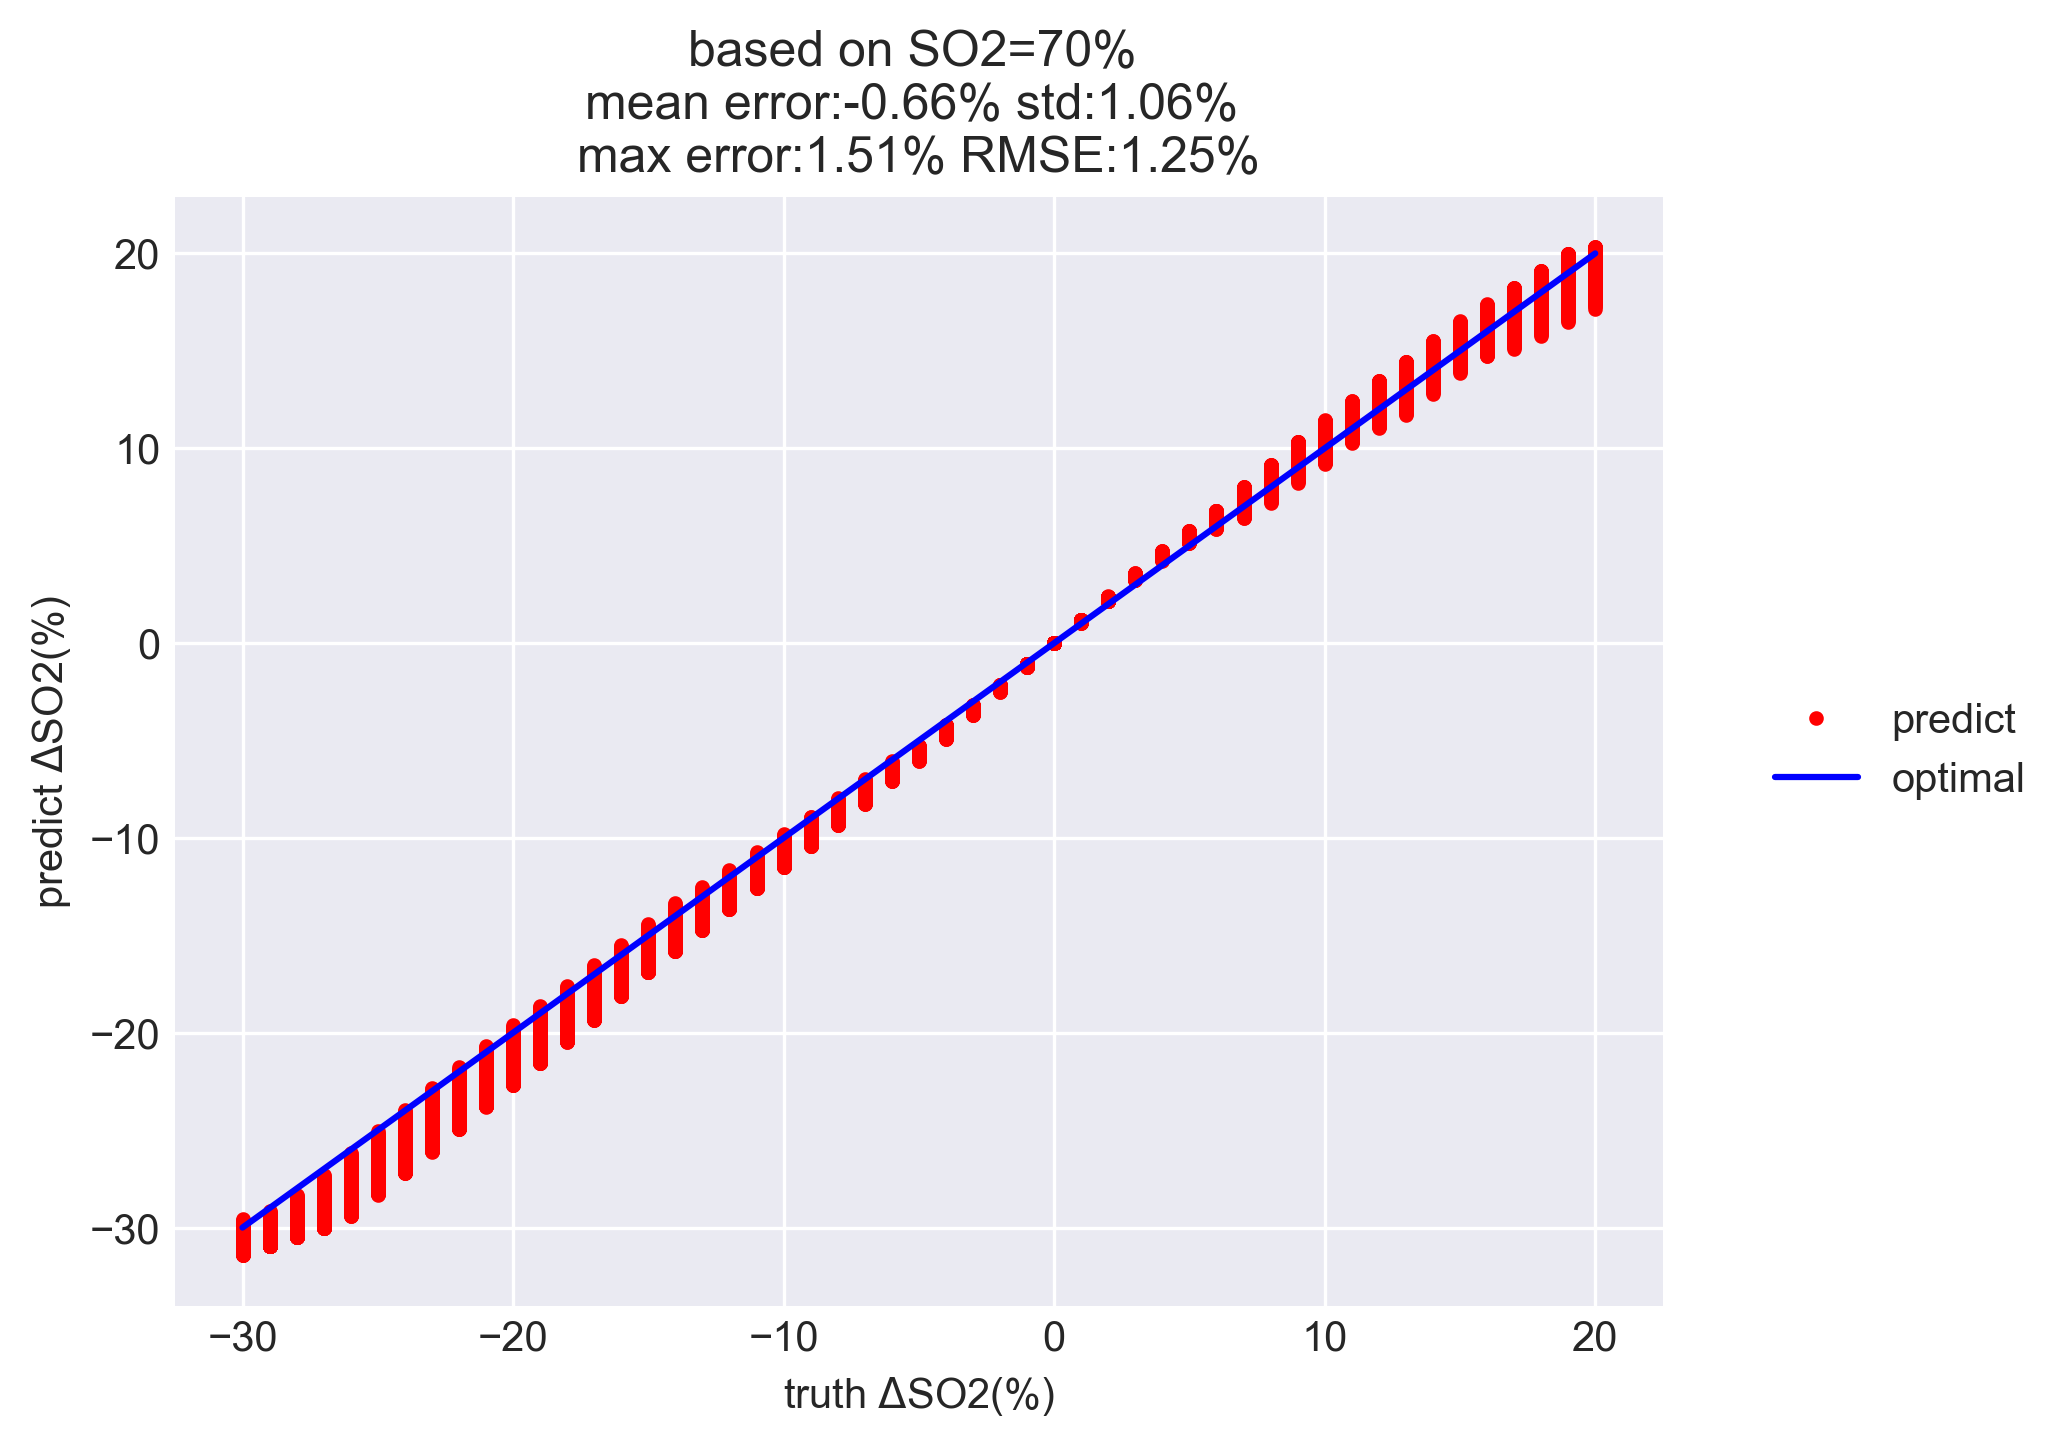 based on SO2=70%
mean error:-0.66% std:1.06%
max error:1.51% RMSE:1.25%
20
10
0
−10
−20
−30
predict ΔSO2(%)
−30
−20
−10
0
10
20
truth ΔSO2(%)
predict
optimal